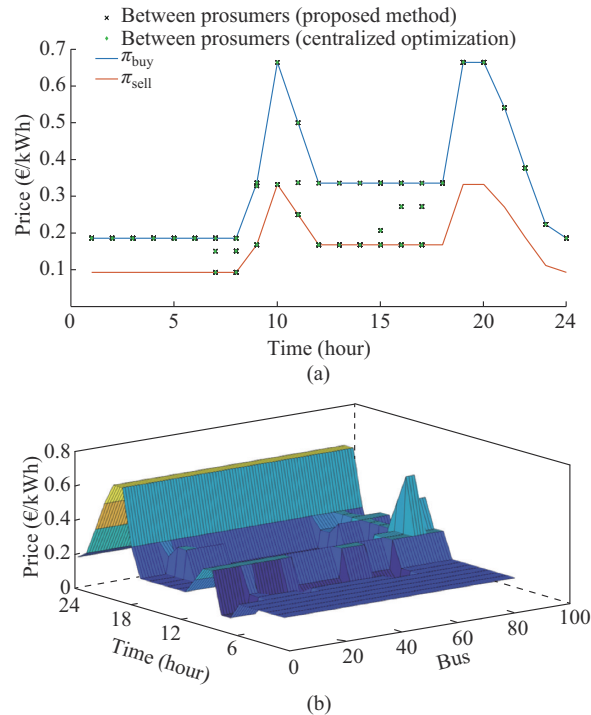 Between prosumers (proposed method)
Between prosumers (centralized optimization)
π_buy
π_sell
0.7
0.6
0.5
0.4
0.3
0.2
0.1
Price (€/kWh)
0 5 10 15 20 24
Time (hour)
(a)
0.8
0.6
0.4
0.2
0
Price (€/kWh)
24 18 12 6
Time (hour)
0 20 40 60 80 100
Bus
(b)